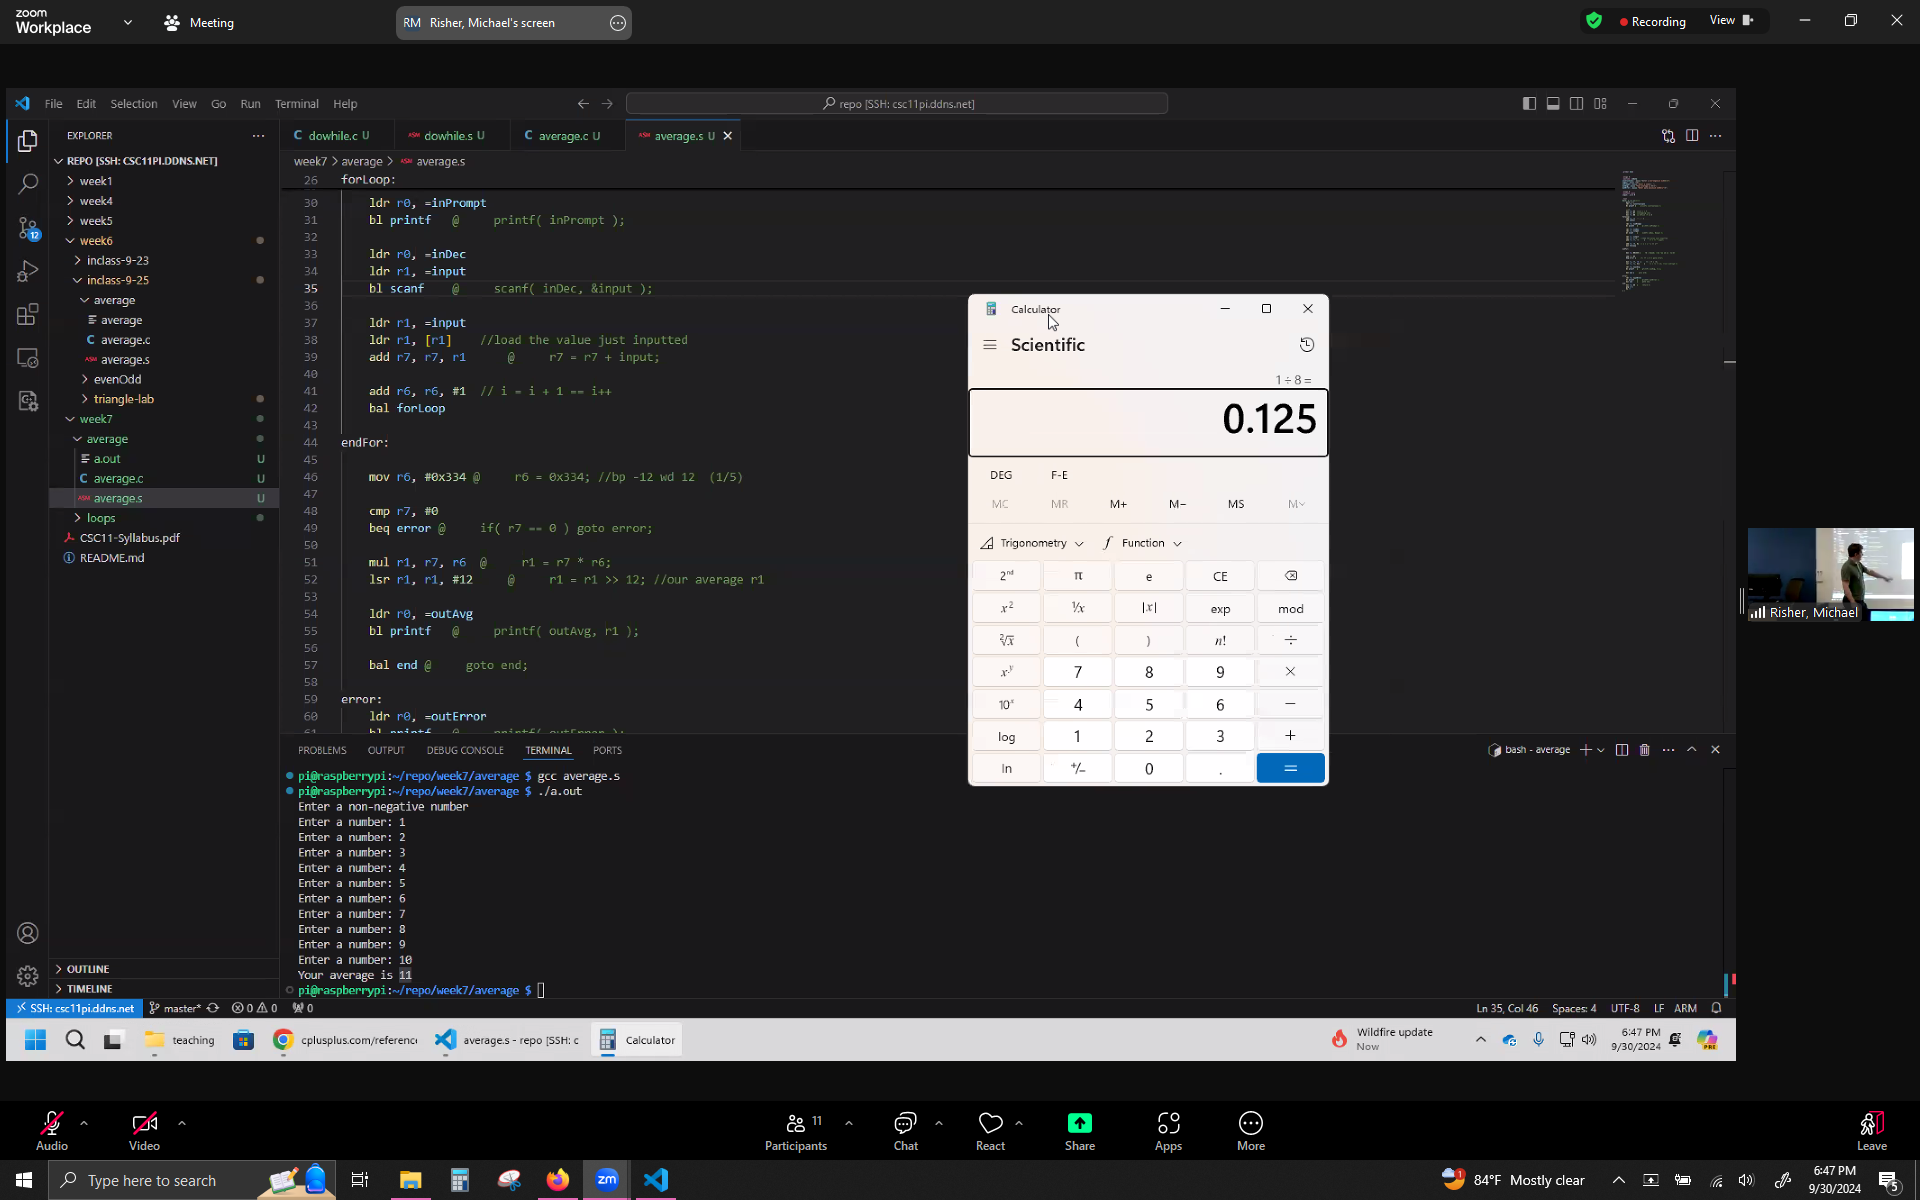 zoom
Workplace
Meeting
RM Risher, Michael's screen
Recording
View
File Edit Selection View Go Run Terminal Help
repo [SSH: csc11pi.ddns.net]
EXPLORER
REPO [SSH: CSC11PI.DDNS.NET]
week1
week4
week5
week6
inclass-9-23
inclass-9-25
average
average
C average.c
ASM average.s
evenOdd
triangle-lab
week7
average
a.out U
C average.c U
ASM average.s U
loops
CSC11-Syllabus.pdf
README.md
OUTLINE
TIMELINE
12
C dowhile.c U
ASM dowhile.s U
C average.c U
ASM average.s U
week7 > average > ASM average.s
26 forLoop:
30 ldr r0, =inPrompt
31 bl printf @ printf( inPrompt );
32
33 ldr r0, =inDec
34 ldr r1, =input
35 bl scanf @ scanf( inDec, &input );
36
37 ldr r1, =input
38 ldr r1, [r1] //load the value just inputted
39 add r7, r7, r1 @ r7 = r7 + input;
40
41 add r6, r6, #1 // i = i + 1 == i++
42 bal forLoop
43
44 endFor:
45
46 mov r6, #0x334 @ r6 = 0x334; //bp -12 wd 12 (1/5)
47
48 cmp r7, #0
49 beq error @ if( r7 == 0 ) goto error;
50
51 mul r1, r7, r6 @ r1 = r7 * r6;
52 lsr r1, r1, #12 @ r1 = r1 >> 12; //our average r1
53
54 ldr r0, =outAvg
55 bl printf @ printf( outAvg, r1 );
56
57 bal end @ goto end;
58
59 error:
60 ldr r0, =outError
61 bl printf @ printf( outError );
Calculator
Scientific
1 ÷ 8 =
0.125
DEG F-E
MC MR M+ M− MS M˅
Trigonometry Function
2nd π e CE
x² ¹/x |x| exp mod
²√x ( ) n! ÷
xʸ 7 8 9 ×
10ˣ 4 5 6 −
log 1 2 3 +
ln +/− 0 . =
PROBLEMS OUTPUT DEBUG CONSOLE TERMINAL PORTS
bash - average
pi@raspberrypi:~/repo/week7/average $ gcc average.s
pi@raspberrypi:~/repo/week7/average $ ./a.out
Enter a non-negative number
Enter a number: 1
Enter a number: 2
Enter a number: 3
Enter a number: 4
Enter a number: 5
Enter a number: 6
Enter a number: 7
Enter a number: 8
Enter a number: 9
Enter a number: 10
Your average is 11
pi@raspberrypi:~/repo/week7/average $
SSH: csc11pi.ddns.net master* 0 0 0
Ln 35, Col 46 Spaces: 4 UTF-8 LF ARM
teaching
cplusplus.com/reference
average.s - repo [SSH: c
Calculator
Wildfire update
Now
6:47 PM
9/30/2024
PRE
Risher, Michael
Audio
Video
11
Participants
Chat
React
Share
Apps
More
Leave
Type here to search
zm
1
84°F Mostly clear
6:47 PM
9/30/2024
5